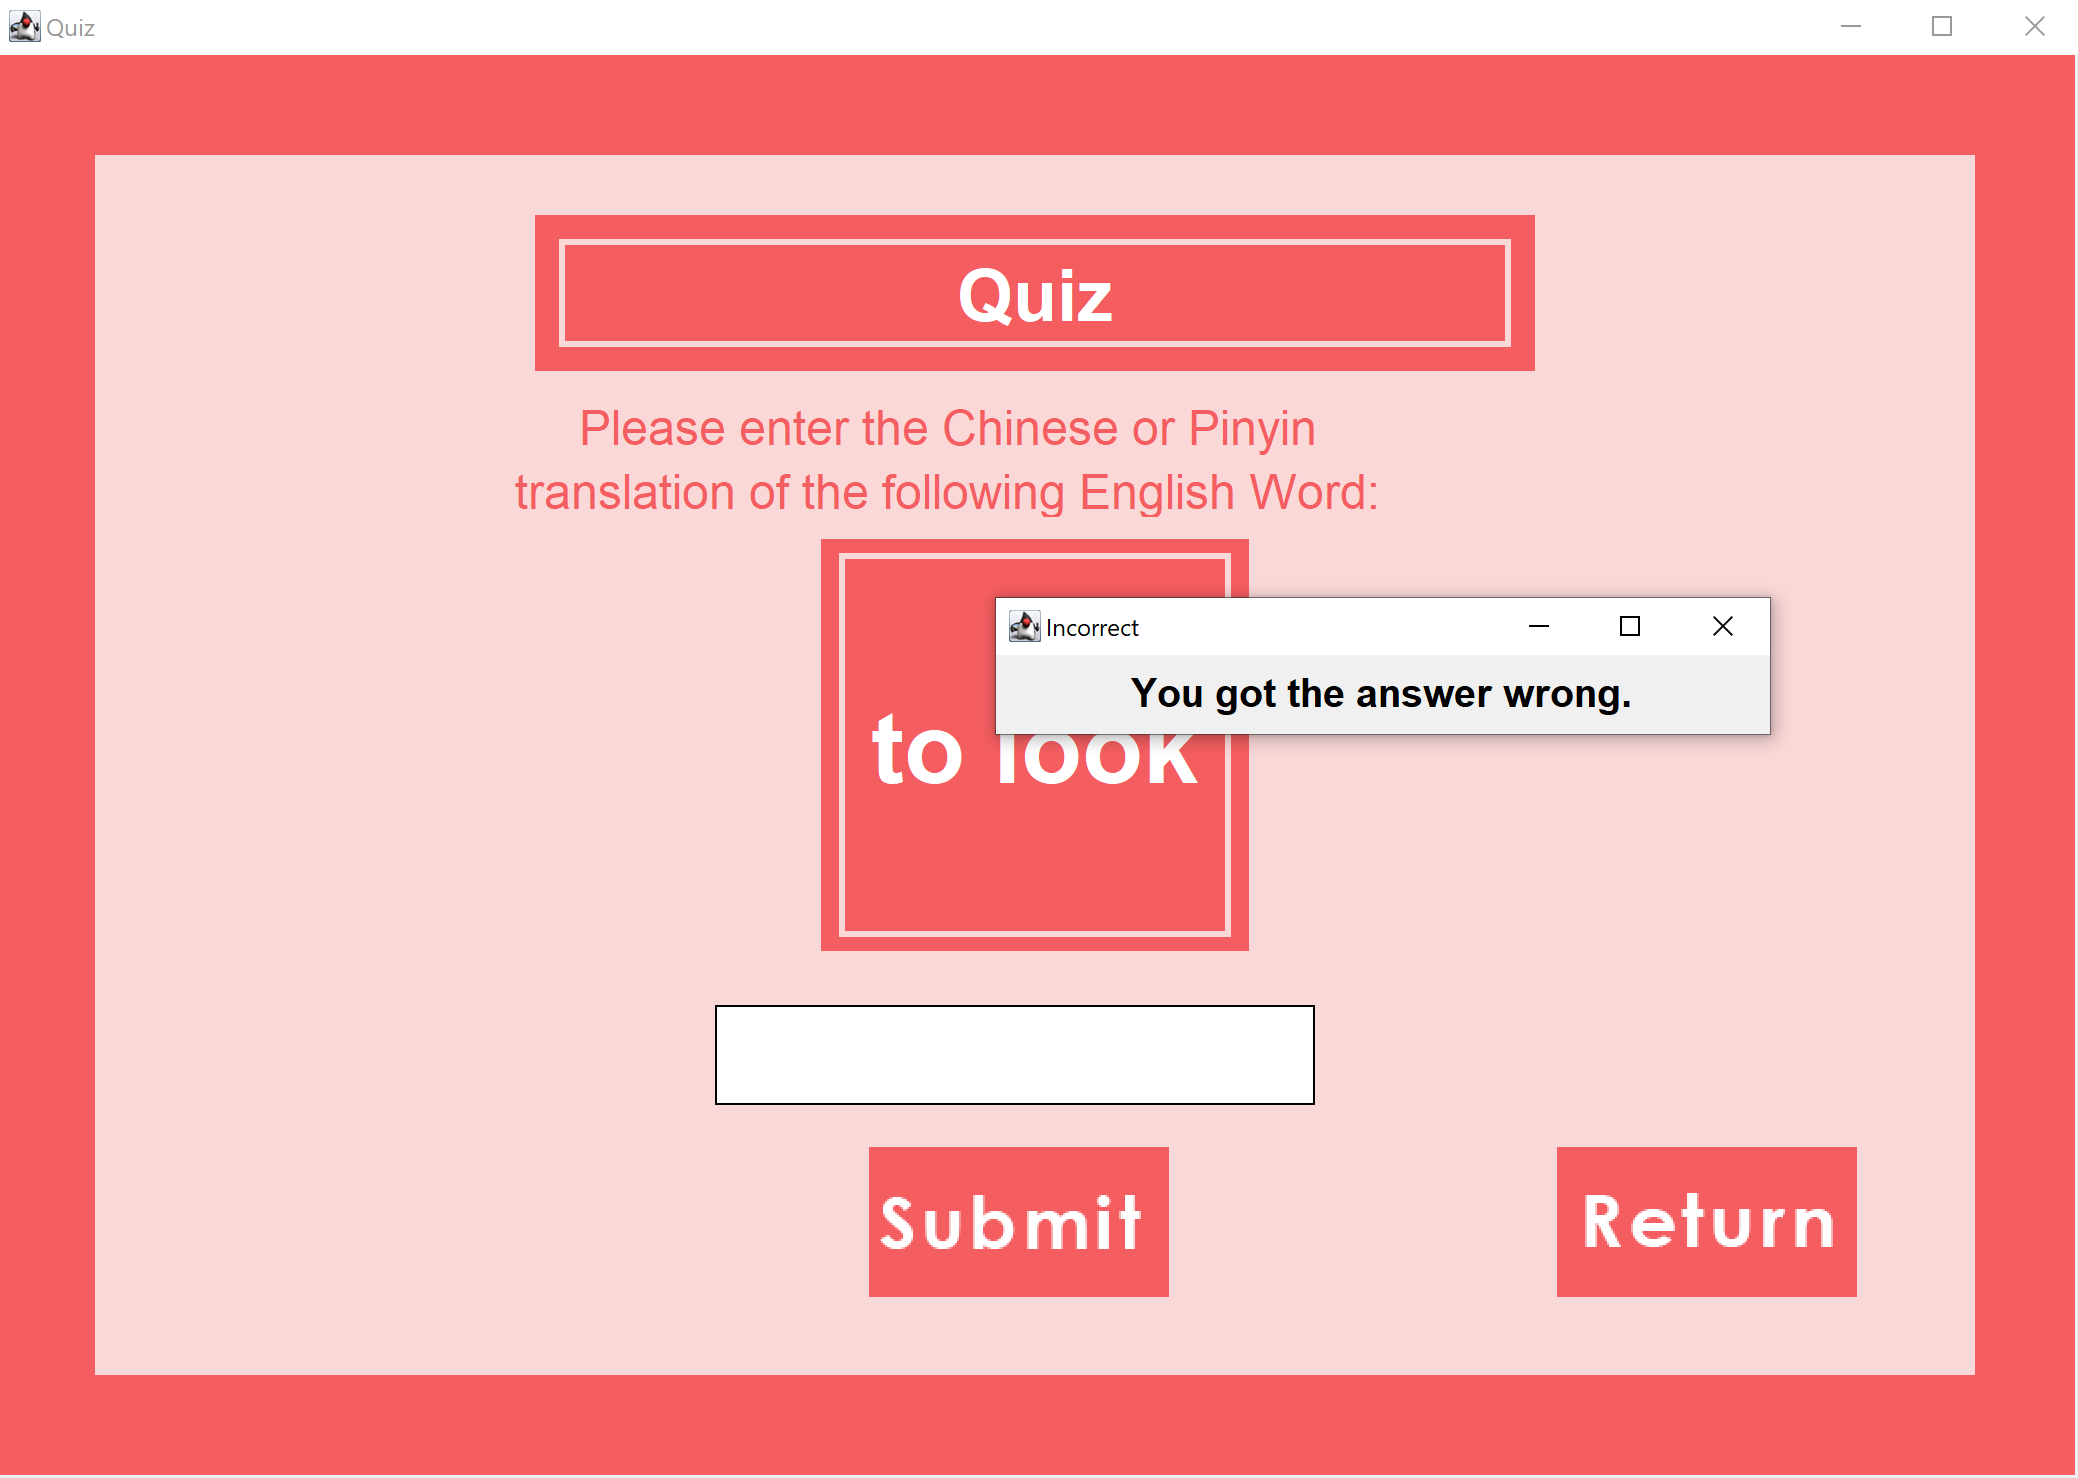 Quiz
Quiz
Please enter the Chinese or Pinyin
translation of the following English Word:
Incorrect
You got the answer wrong.
to look
Submit
Return